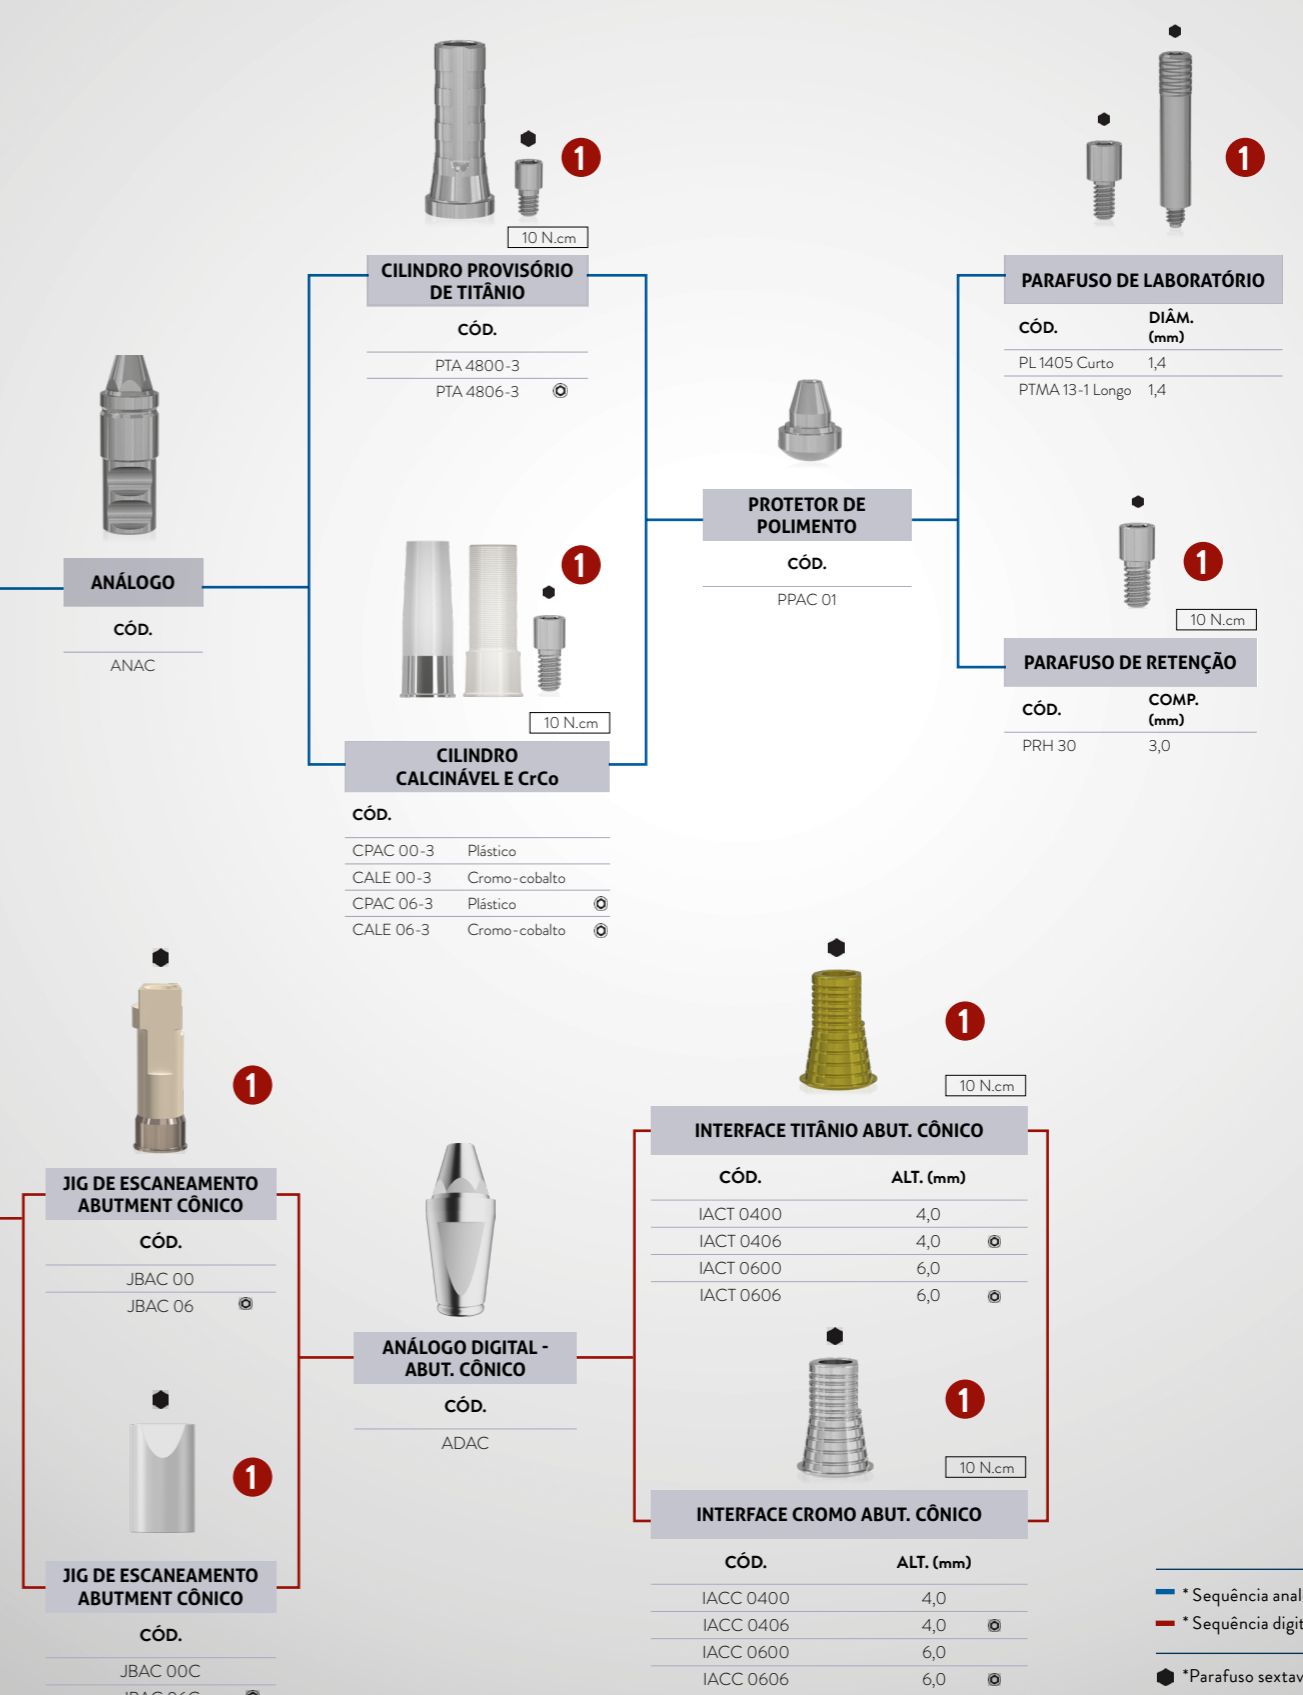 1
10 N.cm
CILINDRO PROVISÓRIO
DE TITÂNIO
CÓD.
PTA 4800-3
PTA 4806-3
1
PARAFUSO DE LABORATÓRIO
CÓD. DIÂM. (mm)
PL 1405 Curto 1,4
PTMA 13-1 Longo 1,4
ANÁLOGO
CÓD.
ANAC
1
10 N.cm
CILINDRO
CALCINÁVEL E CrCo
CÓD.
CPAC 00-3 Plástico
CALE 00-3 Cromo-cobalto
CPAC 06-3 Plástico
CALE 06-3 Cromo-cobalto
PROTETOR DE
POLIMENTO
CÓD.
PPAC 01
1
10 N.cm
PARAFUSO DE RETENÇÃO
CÓD. COMP. (mm)
PRH 30 3,0
1
JIG DE ESCANEAMENTO
ABUTMENT CÔNICO
CÓD.
JBAC 00
JBAC 06
1
JIG DE ESCANEAMENTO
ABUTMENT CÔNICO
CÓD.
JBAC 00C
JBAC 06C
ANÁLOGO DIGITAL -
ABUT. CÔNICO
CÓD.
ADAC
1
10 N.cm
INTERFACE TITÂNIO ABUT. CÔNICO
CÓD. ALT. (mm)
IACT 0400 4,0
IACT 0406 4,0
IACT 0600 6,0
IACT 0606 6,0
1
10 N.cm
INTERFACE CROMO ABUT. CÔNICO
CÓD. ALT. (mm)
IACC 0400 4,0
IACC 0406 4,0
IACC 0600 6,0
IACC 0606 6,0
* Sequência
* Sequência
*Parafuso